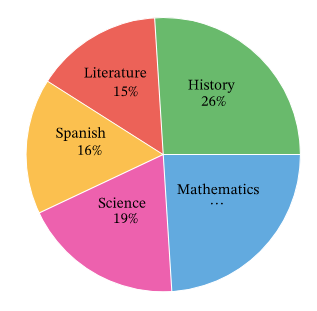 Literature
15%
History
26%
Spanish
16%
Mathematics
...
Science
19%